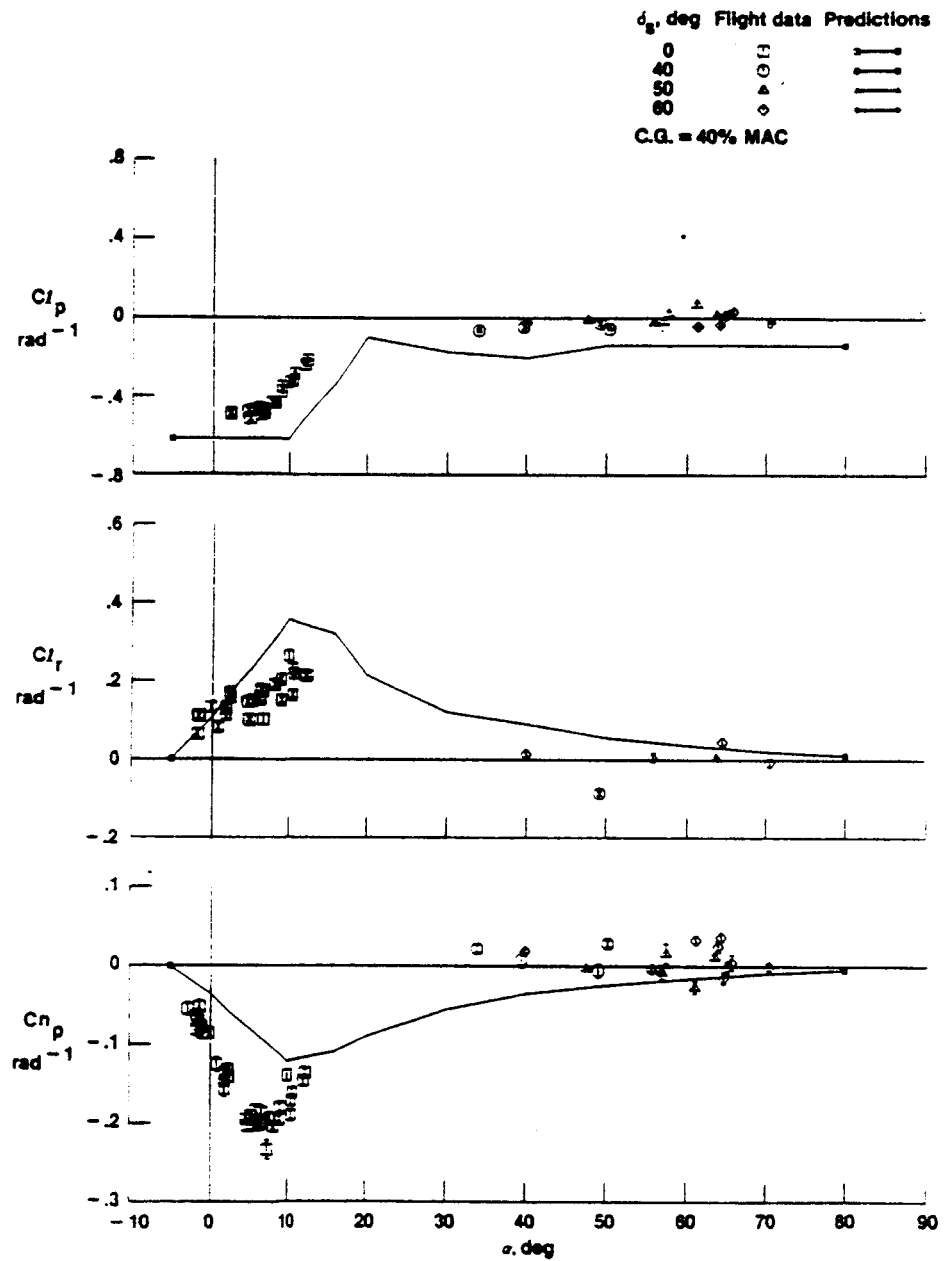 δs, deg Flight data Predictions
0
40
50
60
C.G. = 40% MAC
.8
.4
0
-.4
-.8
Clp
rad-1
.6
.4
.2
0
-.2
Clr
rad-1
.1
0
-.1
-.2
-.3
Cnp
rad-1
-10 0 10 20 30 40 50 60 70 80 90
α, deg